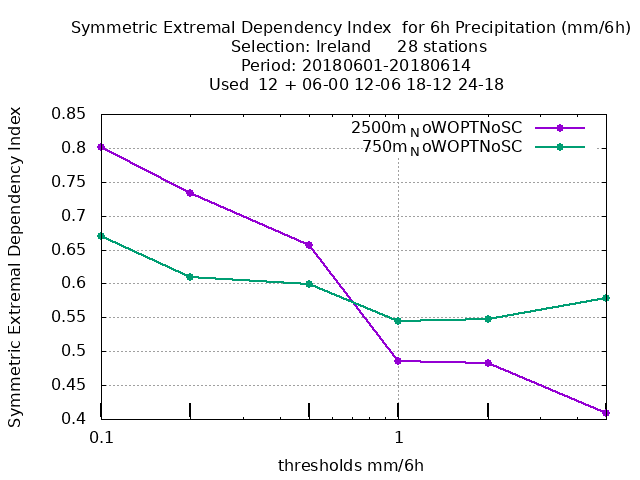 Symmetric Extremal Dependency Index  for 6h Precipitation (mm/6h)
Selection: Ireland     28 stations
Period: 20180601-20180614
Used  12 + 06-00 12-06 18-12 24-18
Symmetric Extremal Dependency Index
0.85
0.8
0.75
0.7
0.65
0.6
0.55
0.5
0.45
0.4
2500m_NoWOPTNoSC
750m_NoWOPTNoSC
0.1 1
thresholds mm/6h